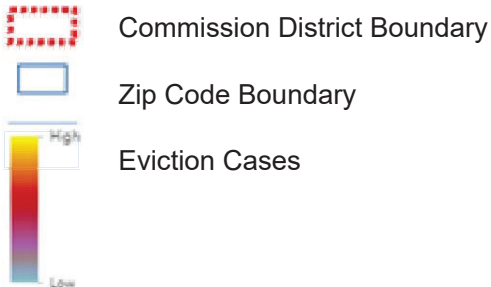 Commission District Boundary
Zip Code Boundary
High
Eviction Cases
Low